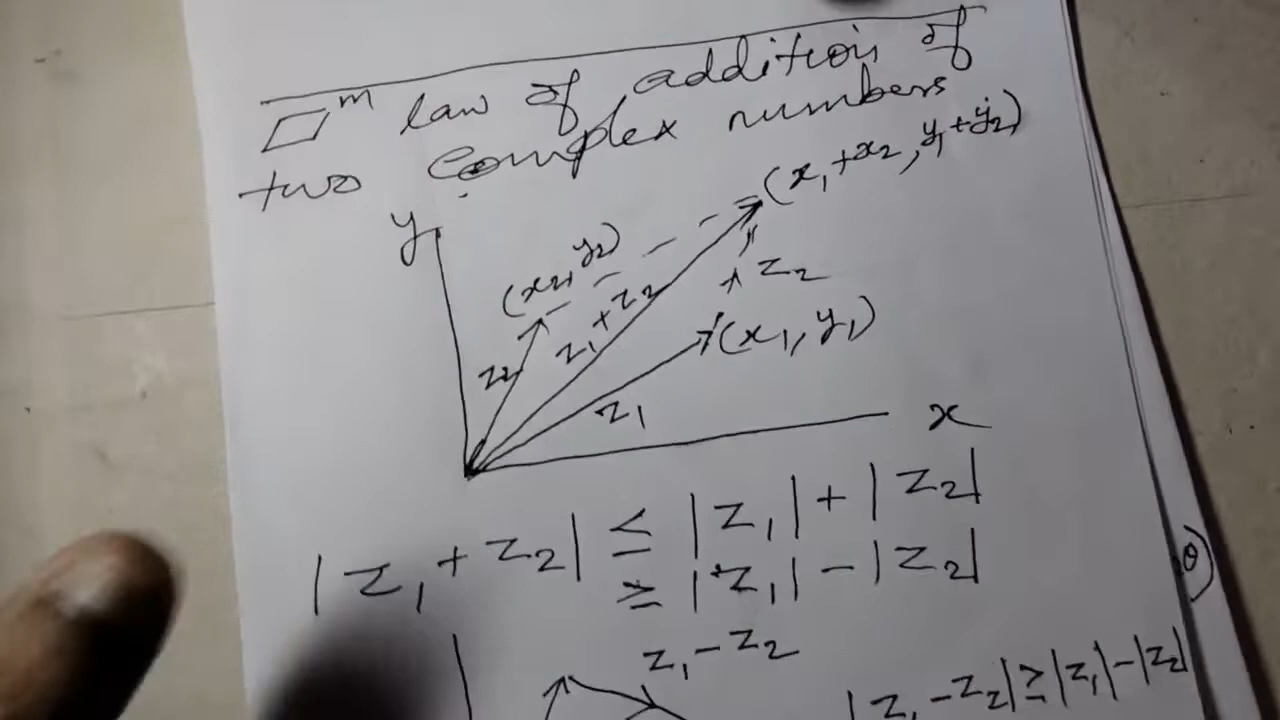 ▱m law of addition of
two complex numbers
y
(x1+x2, y1+y2)
(x2, y2)
z1+z2
z2
+ z2
(x1, y1)
z1
x
|z1+z2| ≤ |z1|+|z2|
≥ |z1|-|z2|
z1-z2
|z1-z2| ≥ |z1|-|z2|